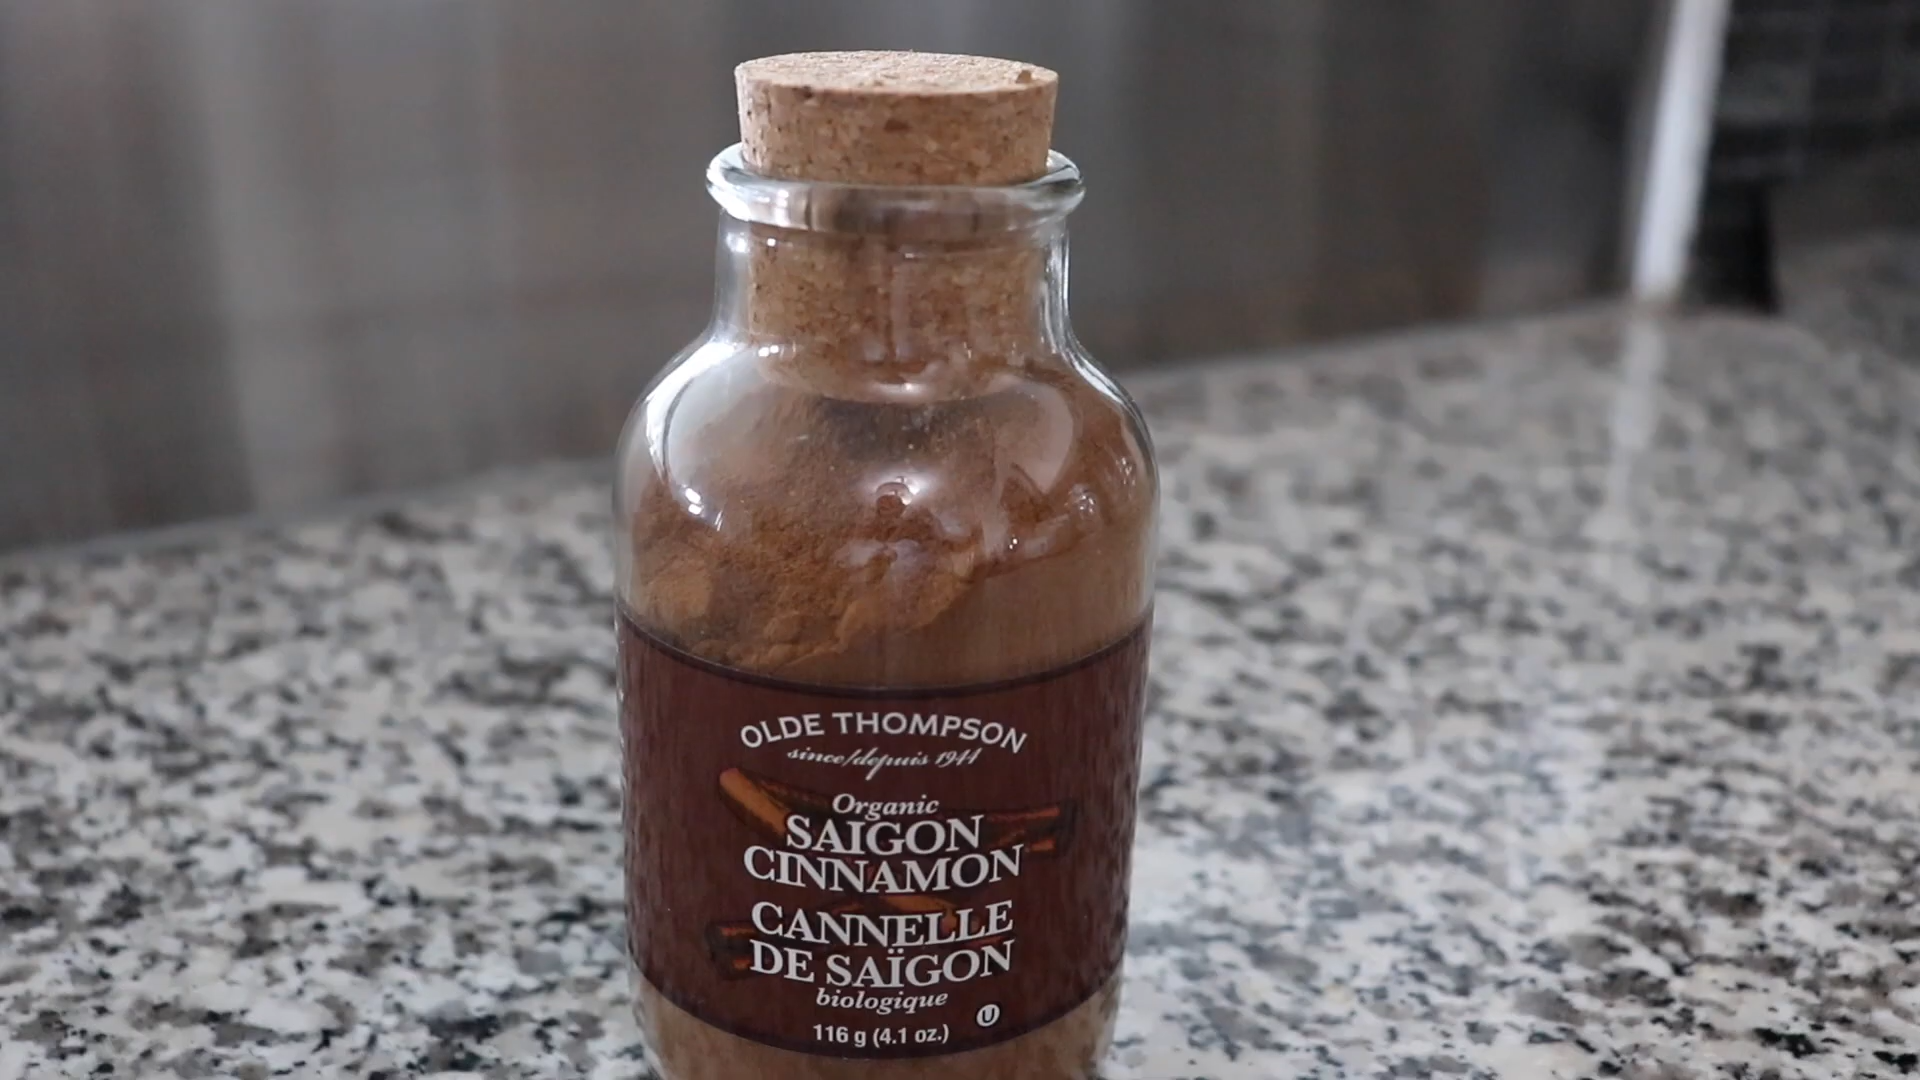 OLDE THOMPSON
since/depuis 1944
Organic
SAIGON
CINNAMON
CANNELLE
DE SAÏGON
biologique
116 g (4.1 oz.)
U